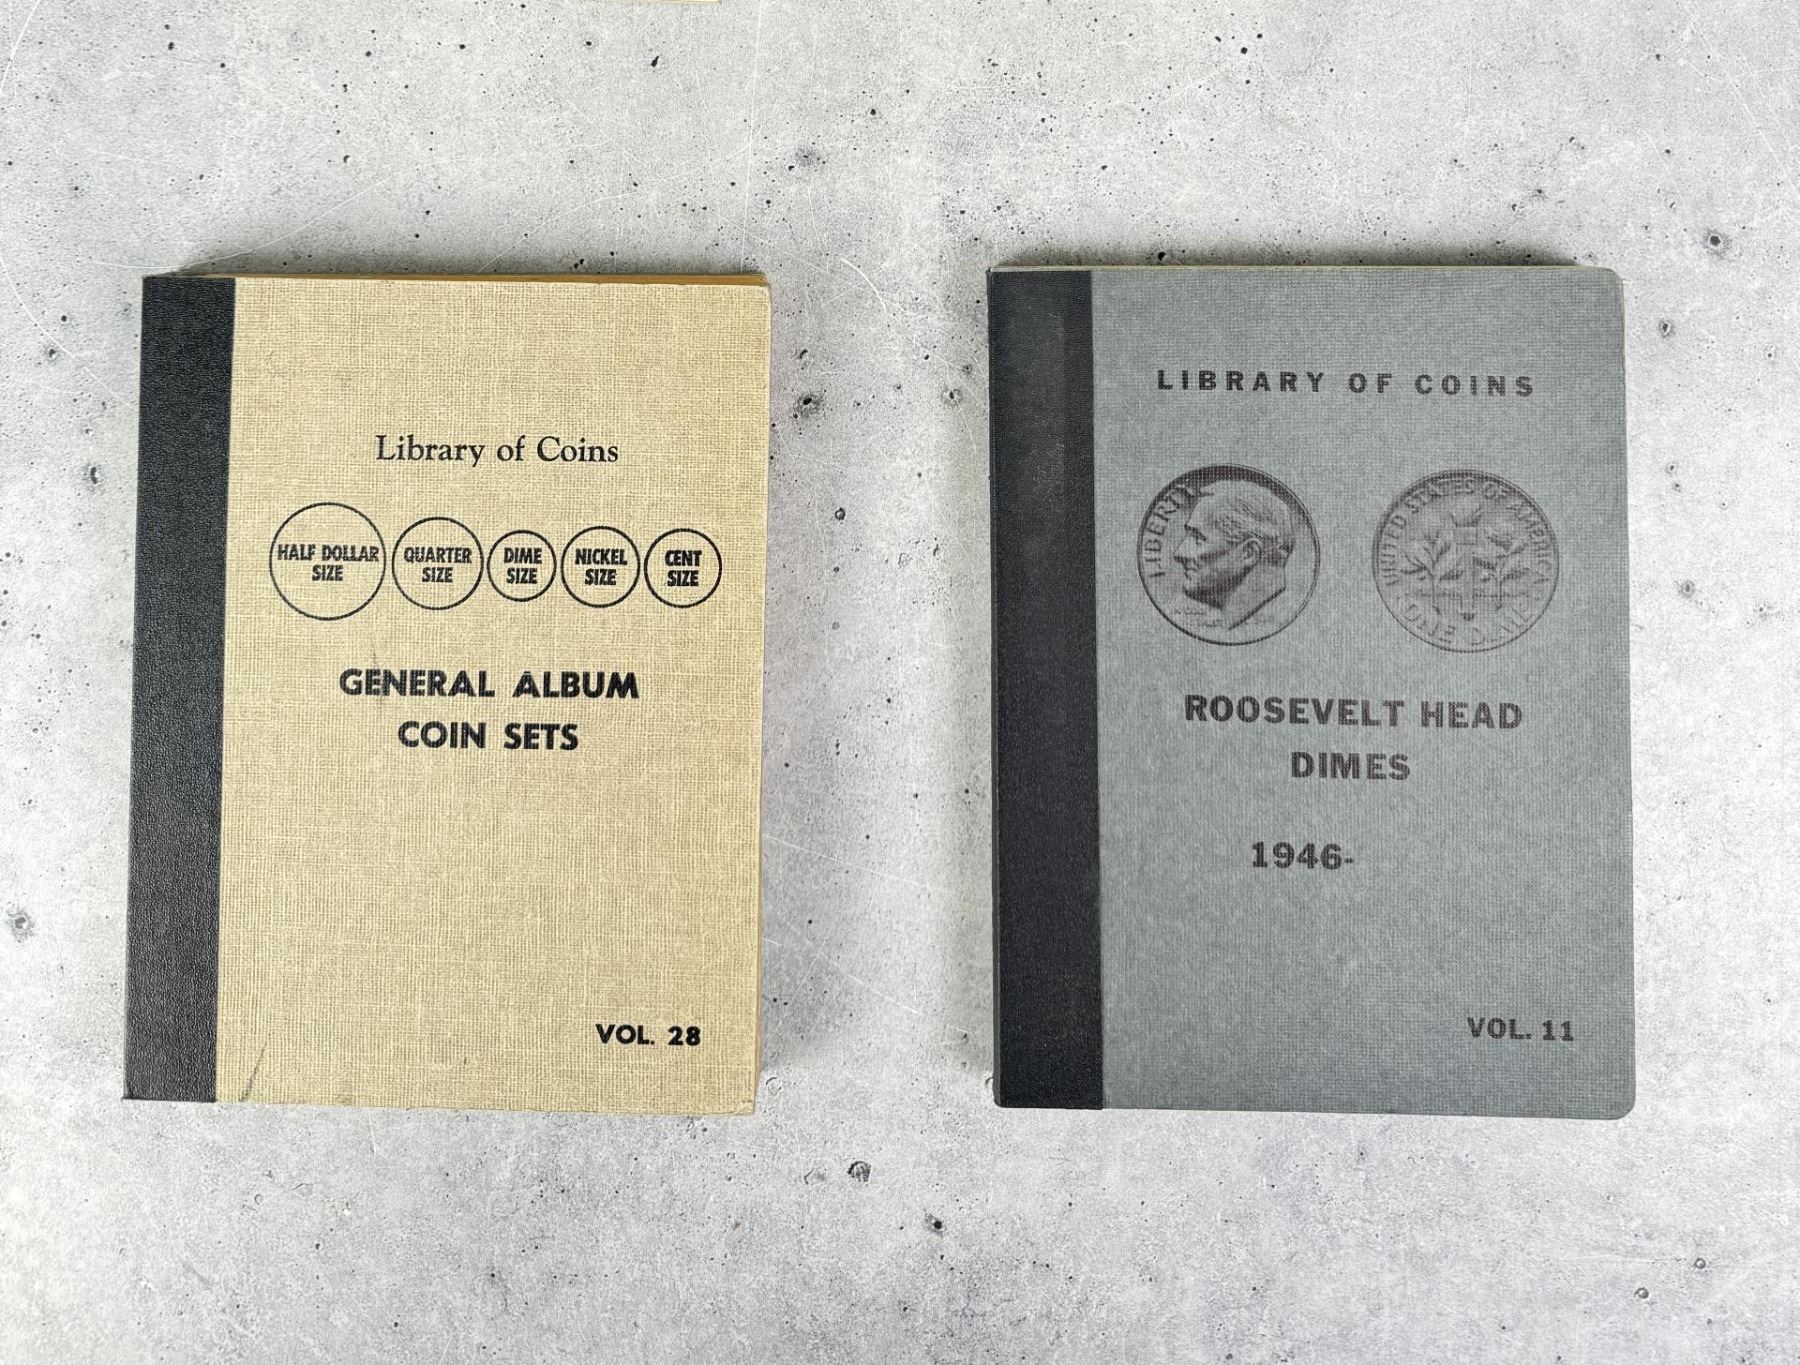 Library of Coins
HALF DOLLAR
SIZE
QUARTER
SIZE
DIME
SIZE
NICKEL
SIZE
CENT
SIZE
GENERAL ALBUM
COIN SETS
VOL. 28
LIBRARY OF COINS
LIBERTY
UNITED STATES OF AMERICA
ONE DIME
ROOSEVELT HEAD
DIMES
1946-
VOL. 11